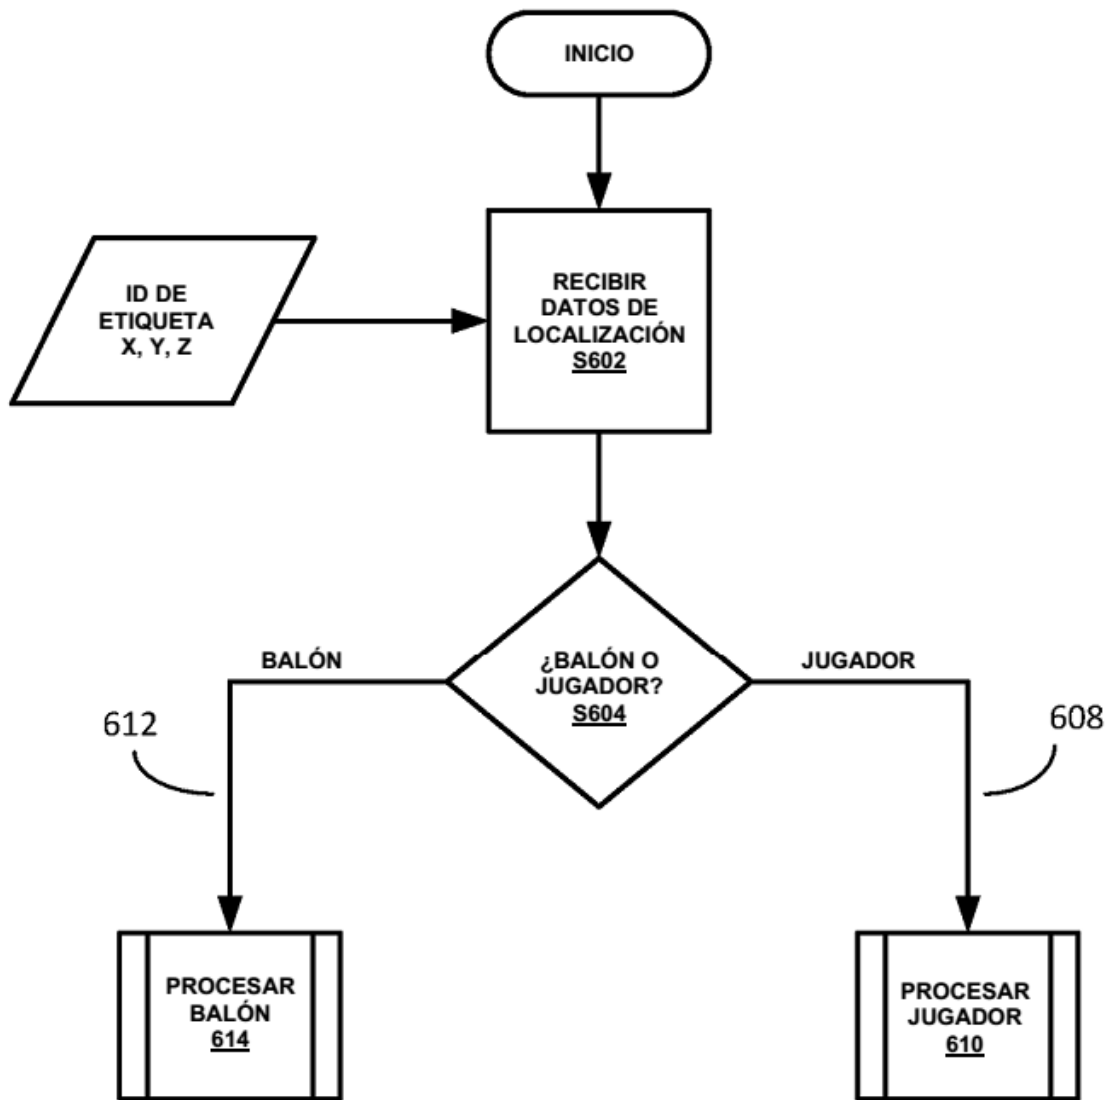 INICIO
ID DE
ETIQUETA
X, Y, Z
RECIBIR
DATOS DE
LOCALIZACIÓN
S602
BALÓN
¿BALÓN O
JUGADOR?
S604
JUGADOR
612
608
PROCESAR
BALÓN
614
PROCESAR
JUGADOR
610